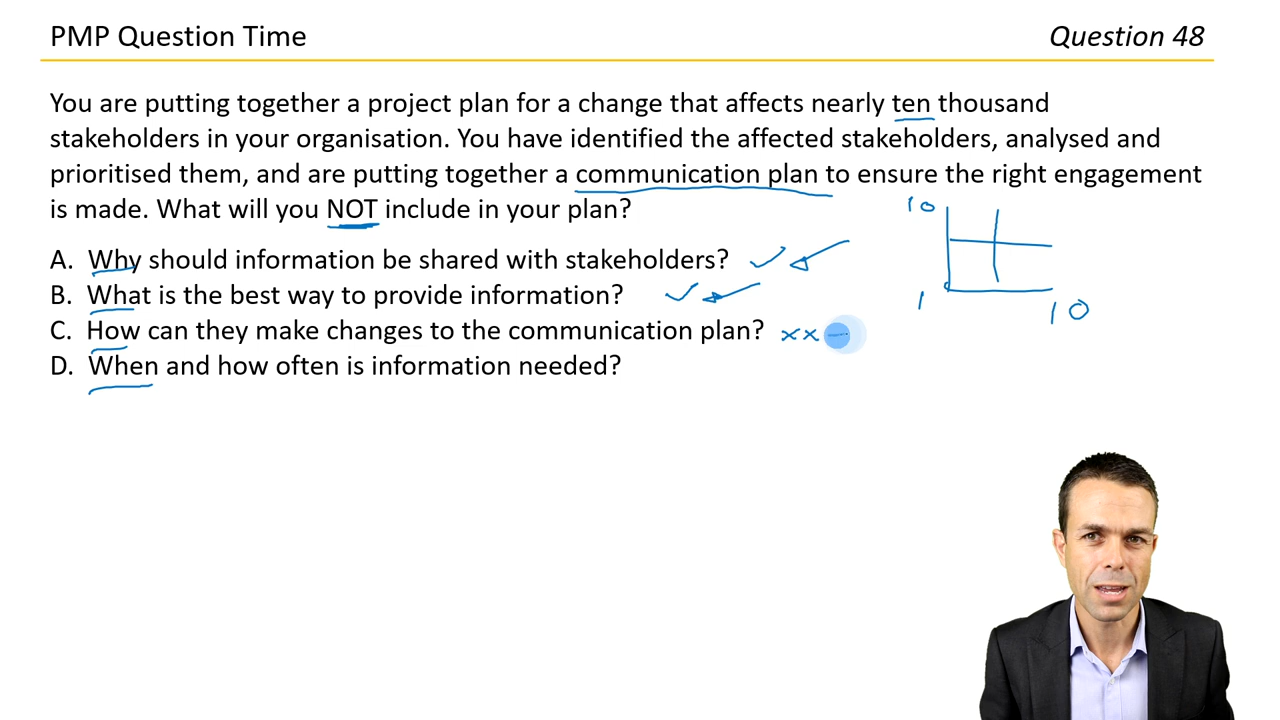 PMP Question Time
Question 48
You are putting together a project plan for a change that affects nearly ten thousand
stakeholders in your organisation. You have identified the affected stakeholders, analysed and
prioritised them, and are putting together a communication plan to ensure the right engagement
is made. What will you NOT include in your plan?
A. Why should information be shared with stakeholders?
B. What is the best way to provide information?
C. How can they make changes to the communication plan? xx
D. When and how often is information needed?
10
1
10